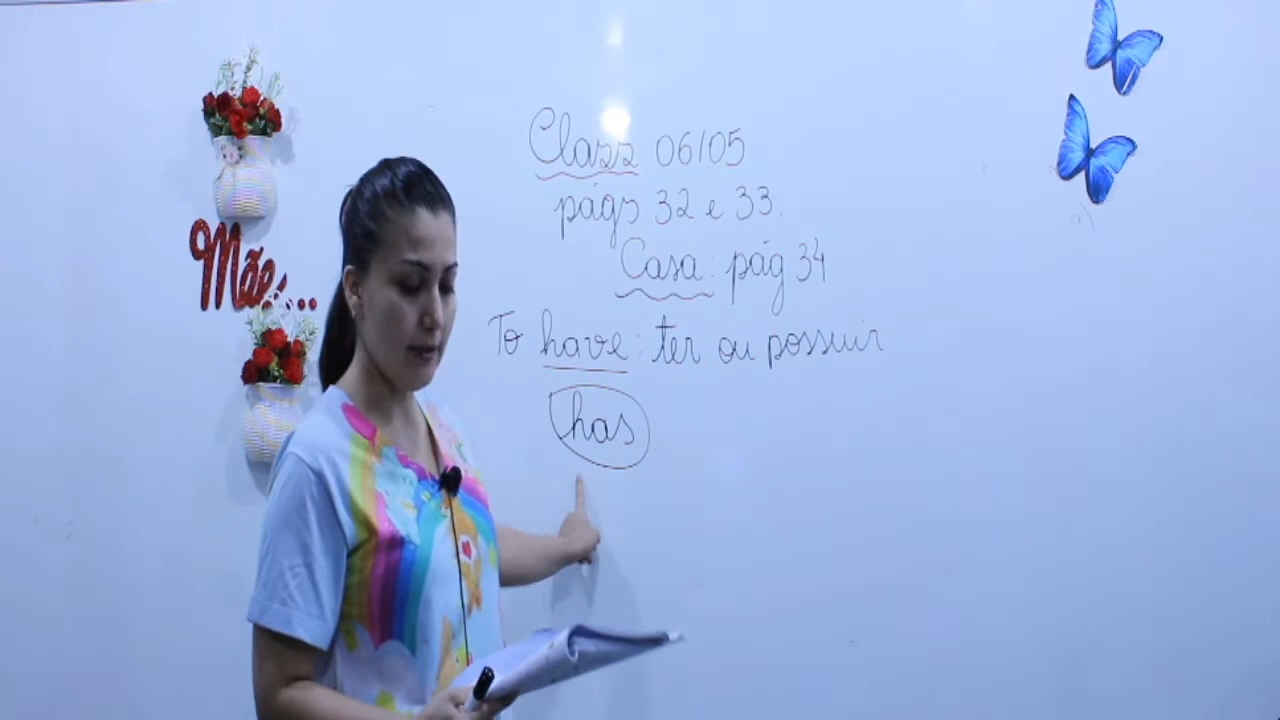 Class 06/05
págs 32 e 33.
Casa: pág 34
Mãe...
To have: ter ou possuir
has